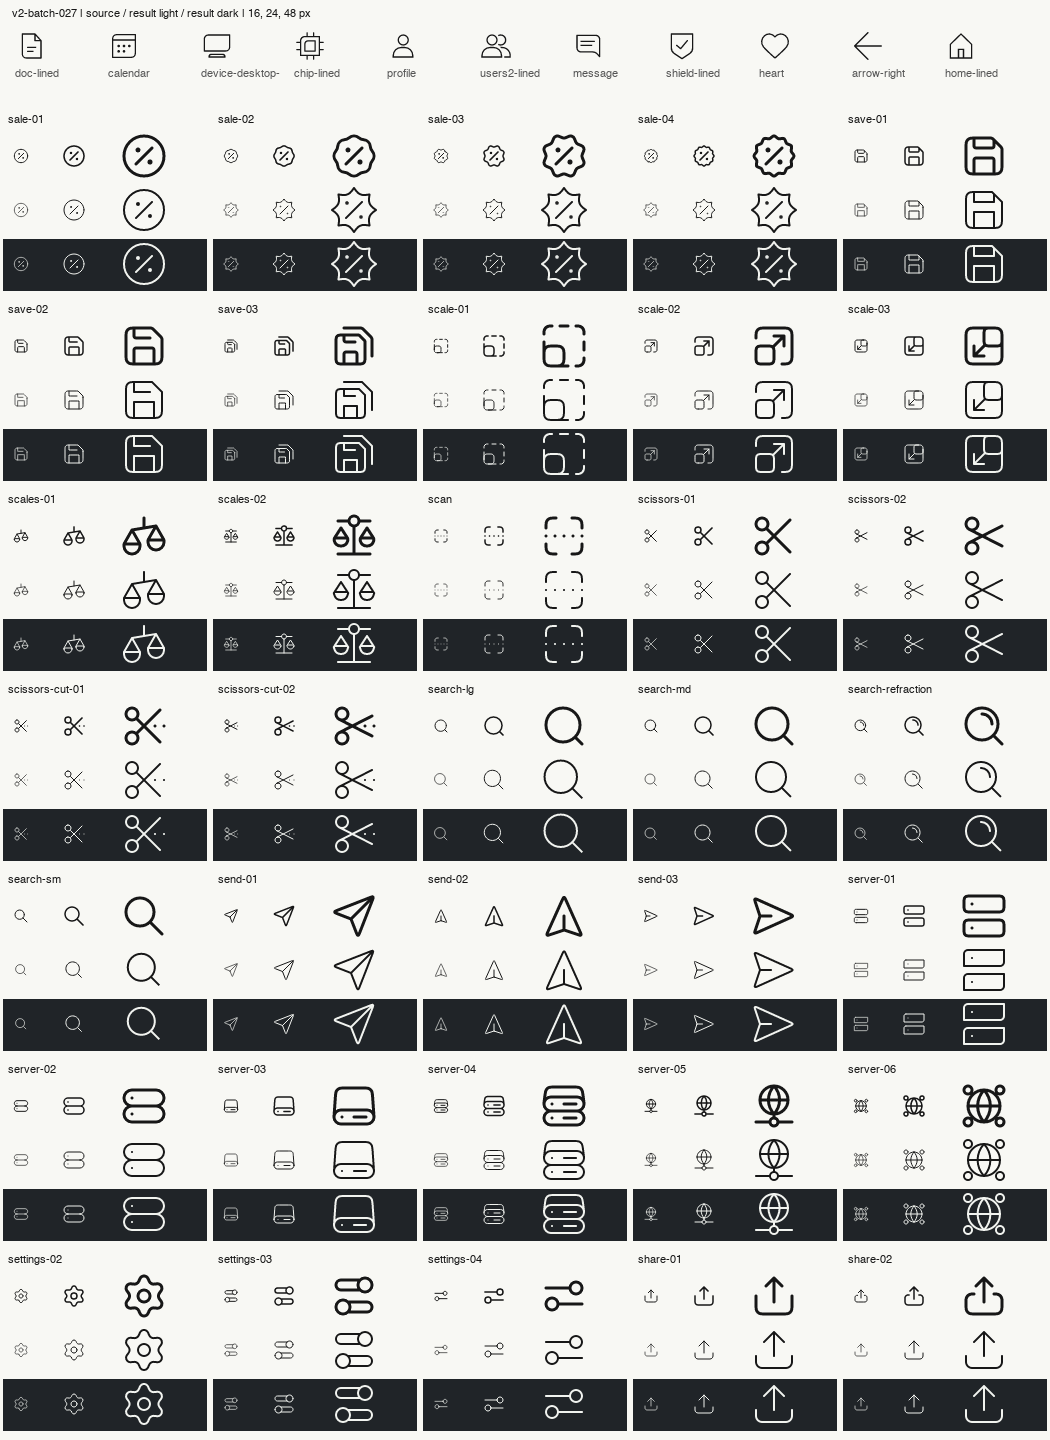 v2-batch-027 | source / result light / result dark | 16, 24, 48 px
doc-lined calendar device-desktop- chip-lined profile users2-lined message shield-lined heart arrow-right home-lined
sale-01 sale-02 sale-03 sale-04 save-01
save-02 save-03 scale-01 scale-02 scale-03
scales-01 scales-02 scan scissors-01 scissors-02
scissors-cut-01 scissors-cut-02 search-lg search-md search-refraction
search-sm send-01 send-02 send-03 server-01
server-02 server-03 server-04 server-05 server-06
settings-02 settings-03 settings-04 share-01 share-02